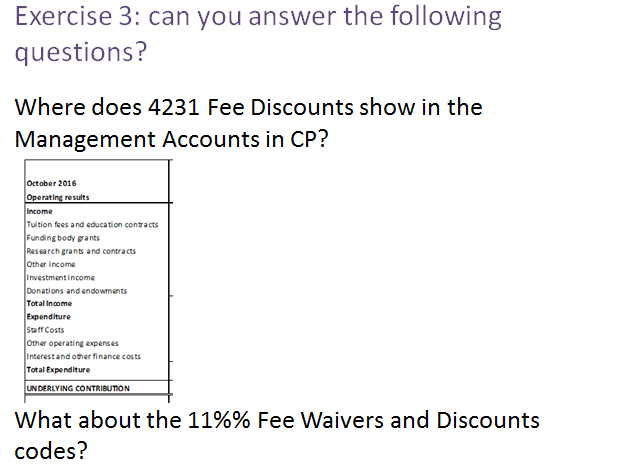 Exercise 3: can you answer the following
questions?
Where does 4231 Fee Discounts show in the
Management Accounts in CP?
October 2016
Operating results
Income
Tuition fees and education contracts
Funding body grants
Research grants and contracts
Other income
Investment income
Donations and endowments
Total Income
Expenditure
Staff Costs
Other operating expenses
Interest and other finance costs
Total Expenditure
UNDERLYING CONTRIBUTION
What about the 11%% Fee Waivers and Discounts
codes?